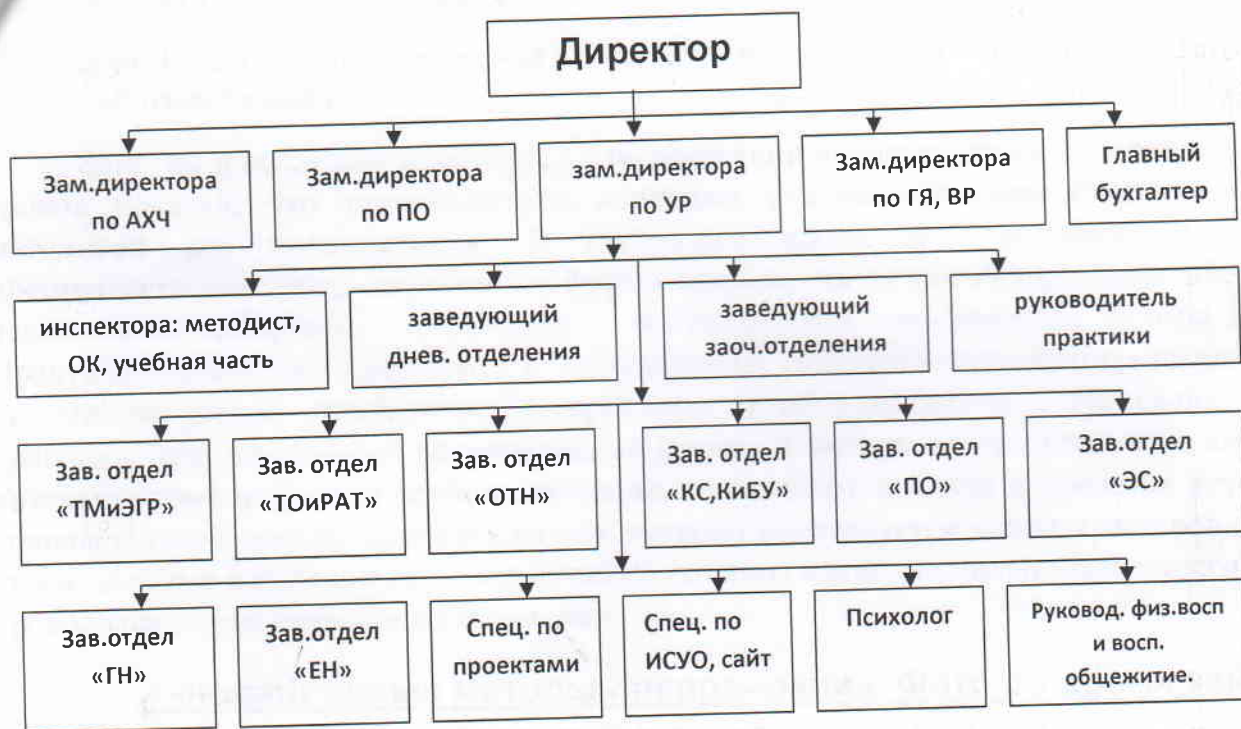 Директор
Зам.директора
по АХЧ
Зам.директора
по ПО
зам.директора
по УР
Зам.директора
по ГЯ, ВР
Главный
бухгалтер
инспектора: методист,
ОК, учебная часть
заведующий
днев. отделения
заведующий
заоч.отделения
руководитель
практики
Зав. отдел
«ТМиЭГР»
Зав. отдел
«ТОиРАТ»
Зав. отдел
«ОТН»
Зав. отдел
«КС,КиБУ»
Зав. отдел
«ПО»
Зав. отдел
«ЭС»
Зав.отдел
«ГН»
Зав.отдел
«ЕН»
Спец. по
проектами
Спец. по
ИСУО, сайт
Психолог
Руковод. физ.восп
и восп.
общежитие.